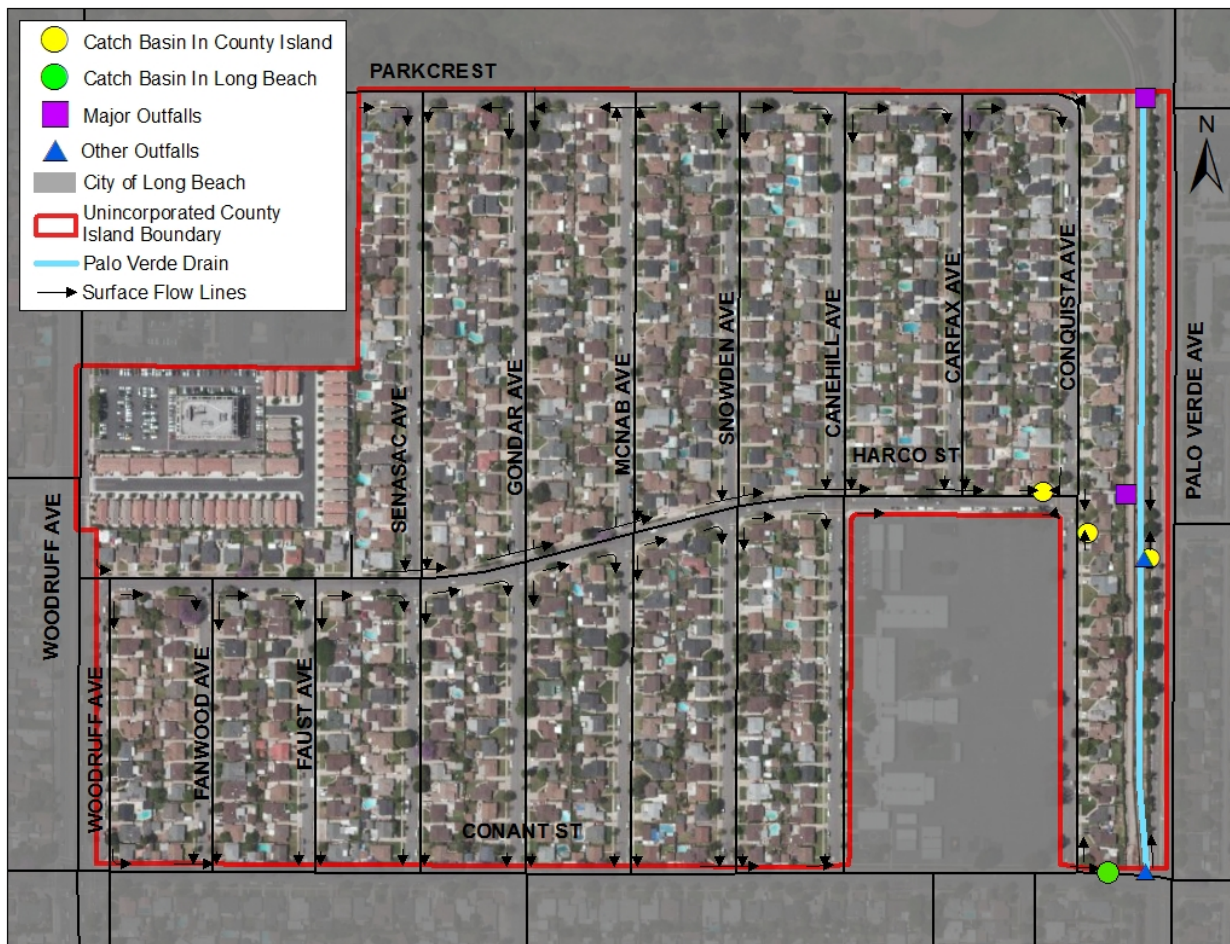 Catch Basin In County Island
Catch Basin In Long Beach
Major Outfalls
Other Outfalls
City of Long Beach
Unincorporated County
Island Boundary
Palo Verde Drain
Surface Flow Lines
PARKCREST
N
SENASAC AVE
GONDAR AVE
MCNAB AVE
SNOWDEN AVE
CANEHILL AVE
CARFAX AVE
CONQUISTA AVE
PALO VERDE AVE
HARCO ST
WOODRUFF AVE
WOODRUFF AVE
FANWOOD AVE
FAUST AVE
CONANT ST